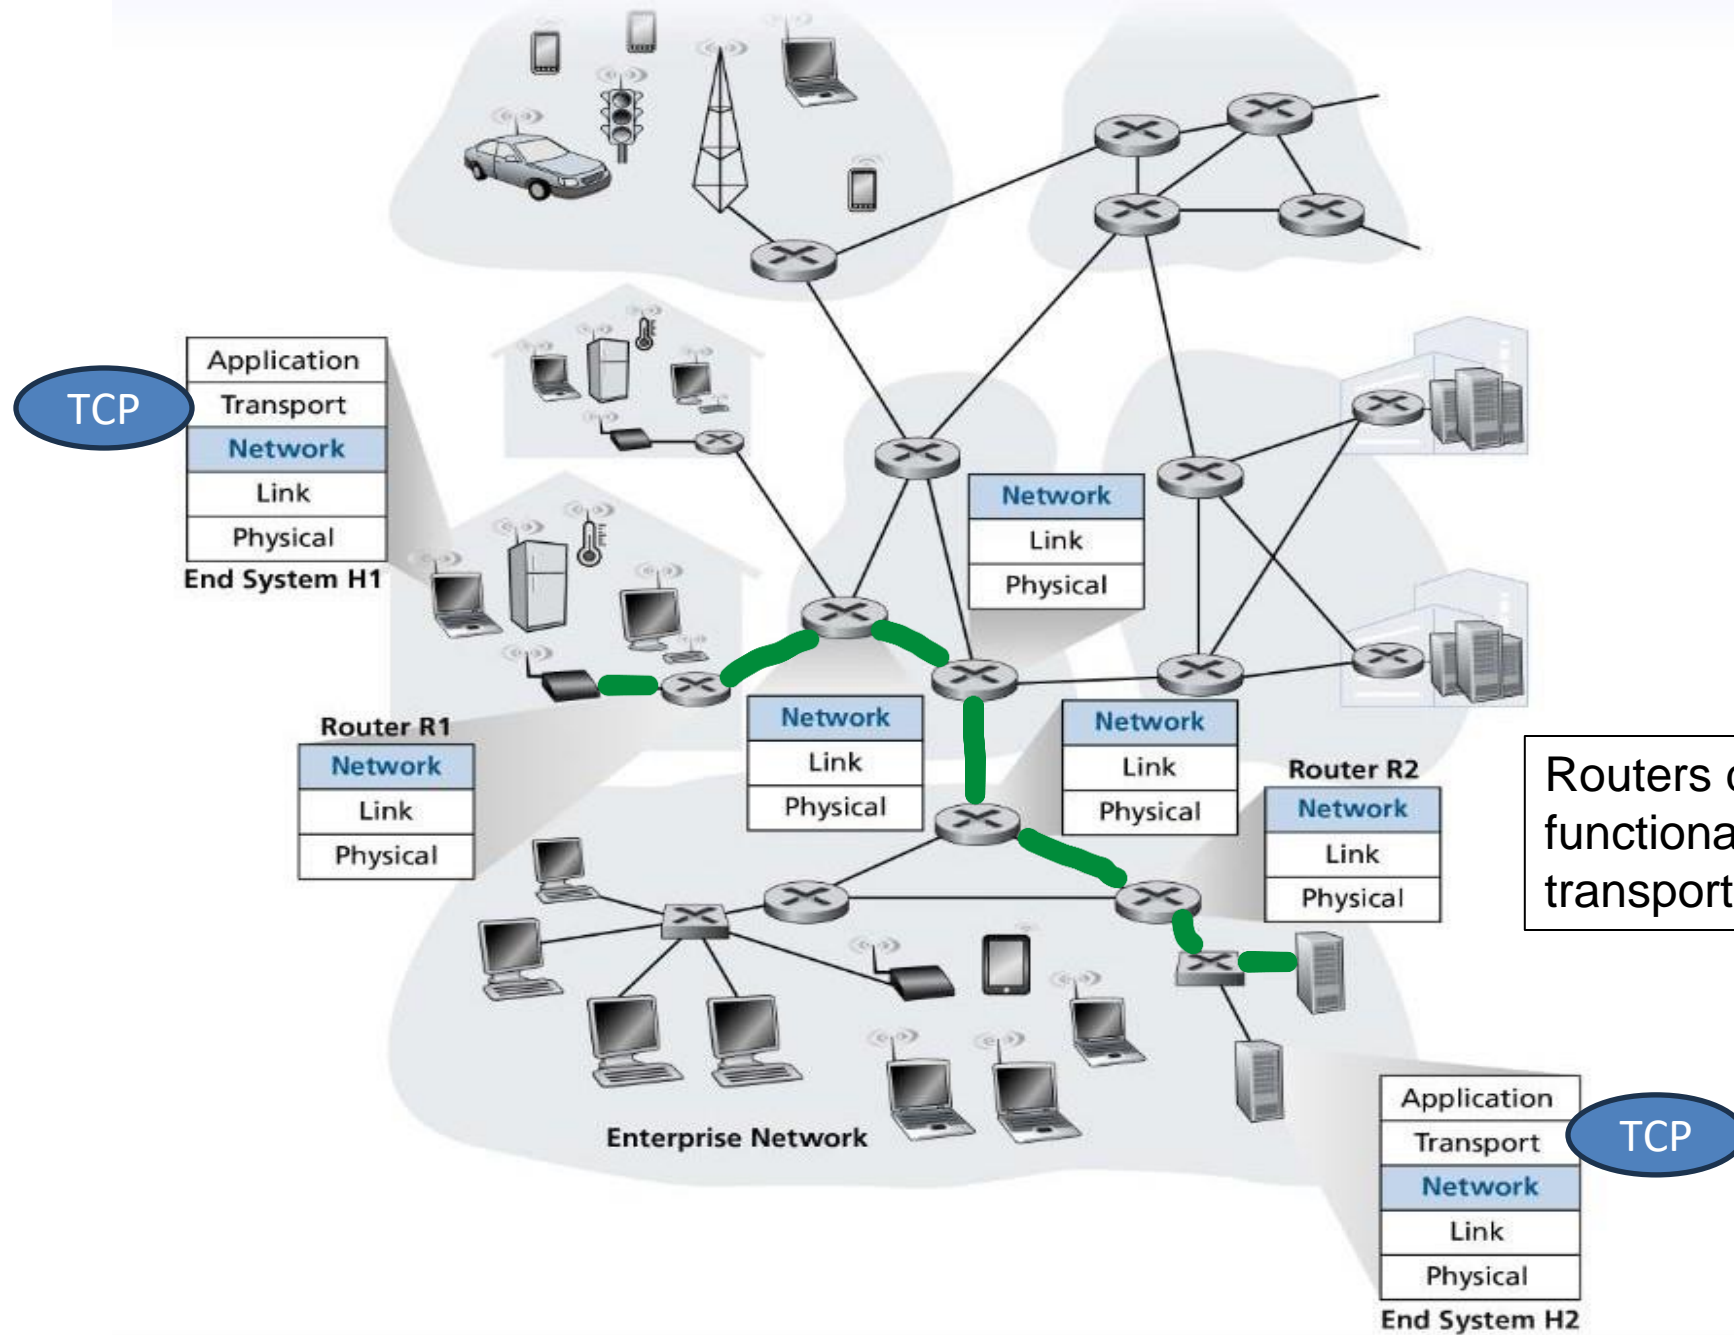 Application
TCP
Transport
Network
Link
Physical
End System H1
Network
Link
Physical
Router R1
Network
Link
Physical
Network
Link
Physical
Network
Link
Physical
Router R2
Network
Link
Physical
Routers
functiona
transport
Enterprise Network
Application
Transport
TCP
Network
Link
Physical
End System H2